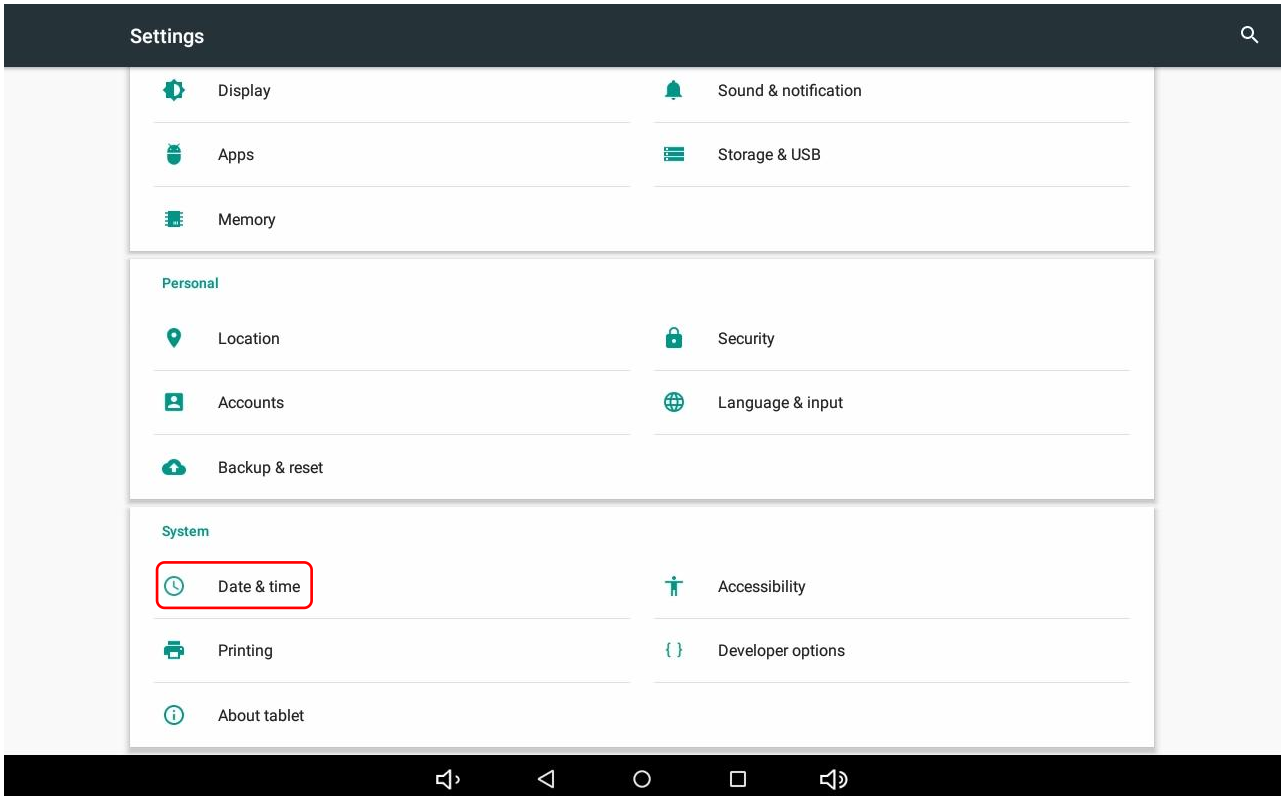 Settings
Display
Sound & notification
Apps
Storage & USB
Memory
Personal
Location
Security
Accounts
Language & input
Backup & reset
System
Date & time
Accessibility
Printing
{ } Developer options
About tablet